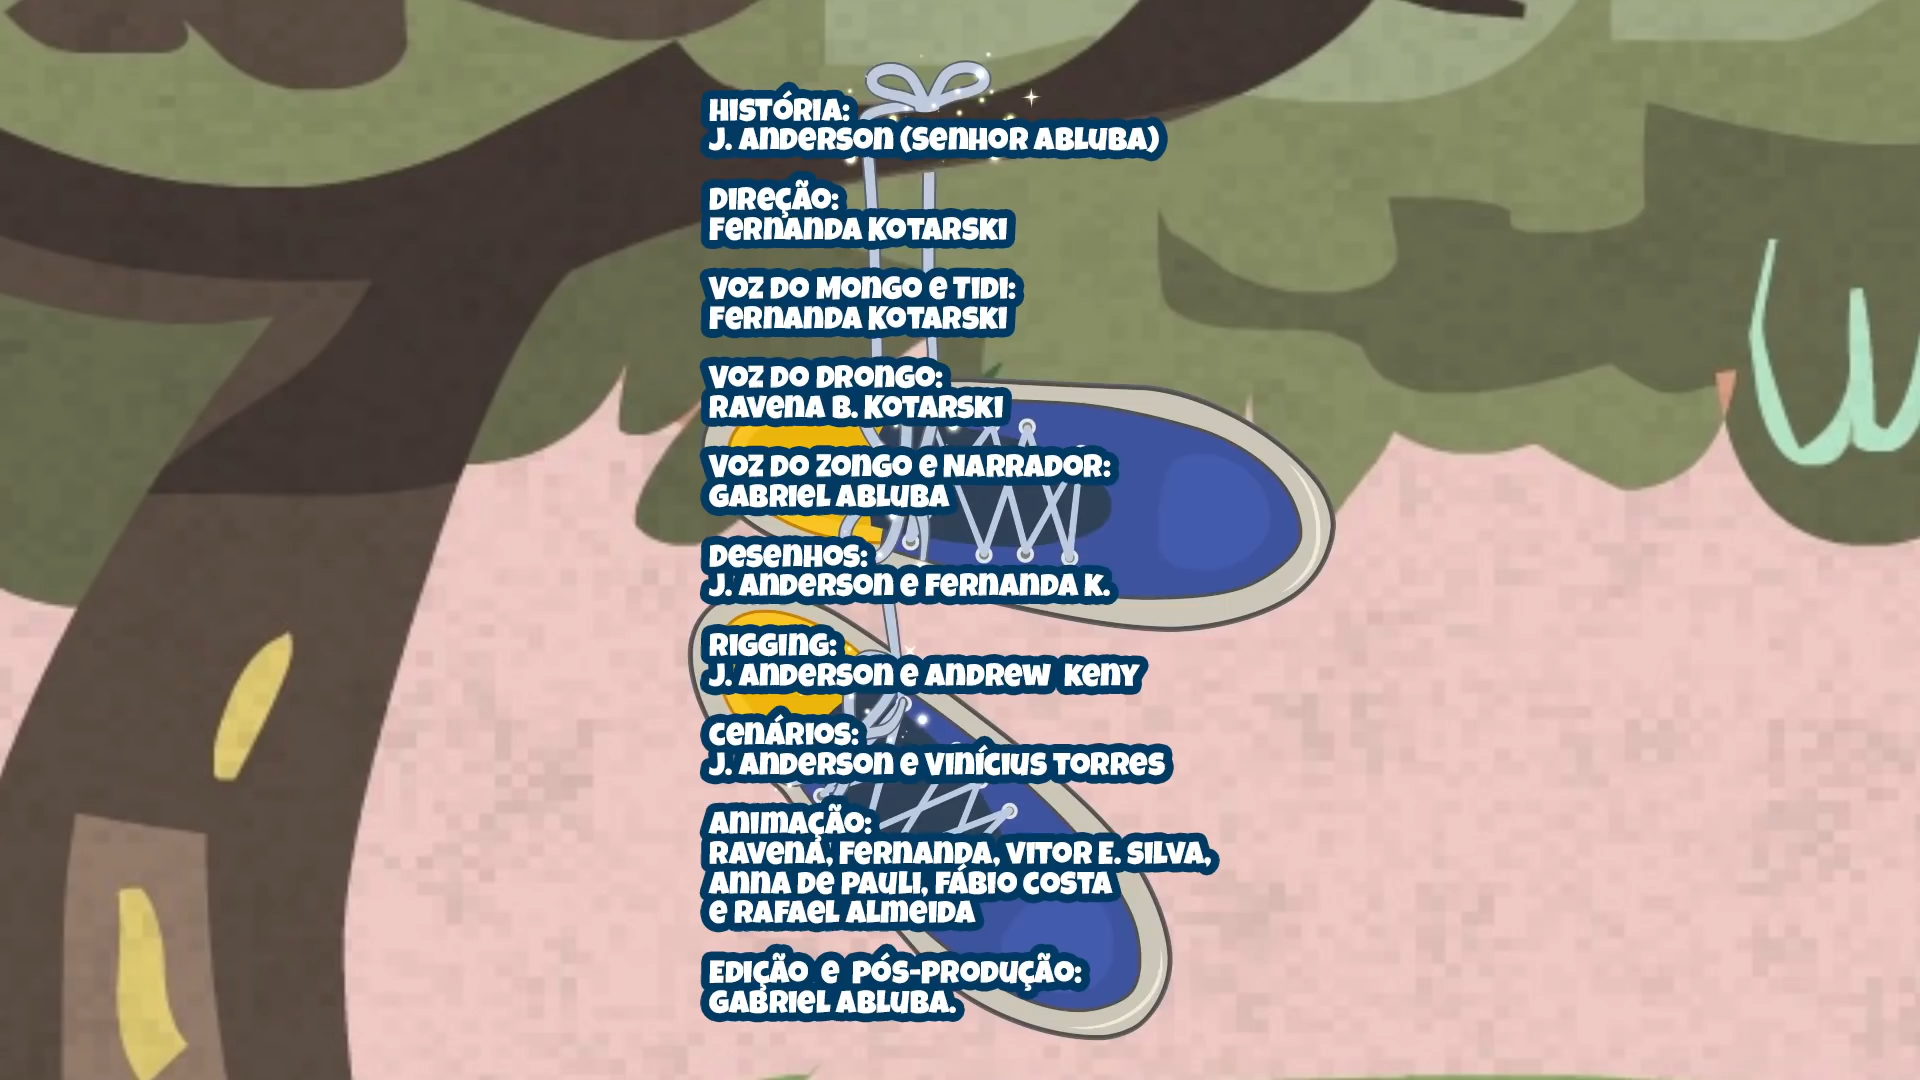 HISTÓRIA:
J. ANDERSON (SENHOR ABLUBA)
DIREÇÃO:
FERNANDA KOTARSKI
VOZ DO MONGO E TIDI:
FERNANDA KOTARSKI
VOZ DO DRONGO:
RAVENA B. KOTARSKI
VOZ DO ZONGO E NARRADOR:
GABRIEL ABLUBA
DESENHOS:
J. ANDERSON E FERNANDA K.
RIGGING:
J. ANDERSON E ANDREW KENY
CENÁRIOS:
J. ANDERSON E VINÍCIUS TORRES
ANIMAÇÃO:
RAVENA, FERNANDA, VITOR E. SILVA,
ANNA DE PAULI, FÁBIO COSTA
E RAFAEL ALMEIDA
EDIÇÃO E PÓS-PRODUÇÃO:
GABRIEL ABLUBA.